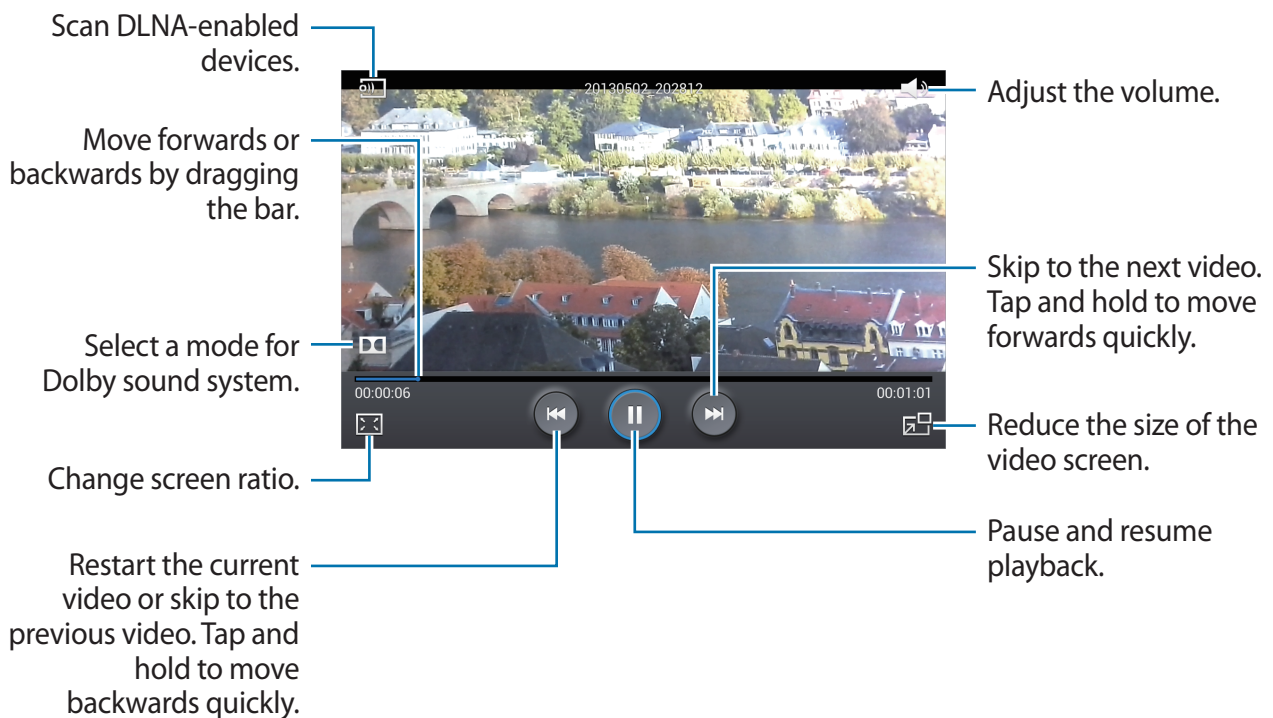 Scan DLNA-enabled
devices.
Move forwards or
backwards by dragging
the bar.
Select a mode for
Dolby sound system.
Change screen ratio.
Restart the current
video or skip to the
previous video. Tap and
hold to move
backwards quickly.
20130502_202812
00:00:06
00:01:01
Adjust the volume.
Skip to the next video.
Tap and hold to move
forwards quickly.
Reduce the size of the
video screen.
Pause and resume
playback.